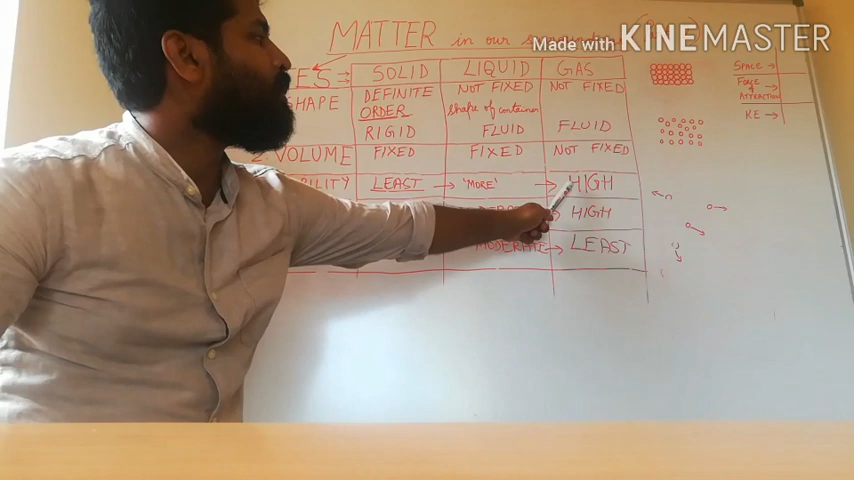 MATTER in our surroundings
Made with KINEMASTER
SOLID LIQUID GAS
SHAPE DEFINITE NOT FIXED NOT FIXED
ORDER shape of container
RIGID FLUID FLUID
2 VOLUME FIXED FIXED NOT FIXED
LEAST → 'MORE' → HIGH
HIGH
MODERATE → LEAST
SPACE →
FORCE OF ATTRACTION →
KE →